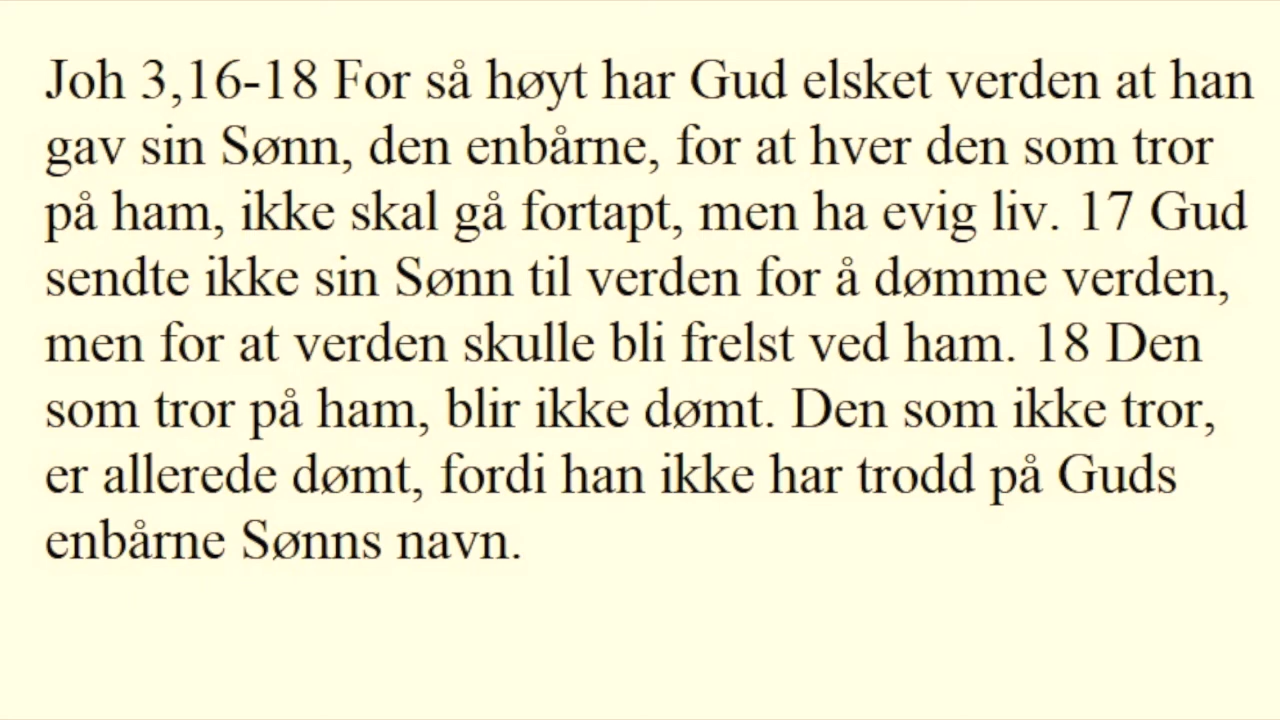 Joh 3,16-18 For så høyt har Gud elsket verden at han
gav sin Sønn, den enbårne, for at hver den som tror
på ham, ikke skal gå fortapt, men ha evig liv. 17 Gud
sendte ikke sin Sønn til verden for å dømme verden,
men for at verden skulle bli frelst ved ham. 18 Den
som tror på ham, blir ikke dømt. Den som ikke tror,
er allerede dømt, fordi han ikke har trodd på Guds
enbårne Sønns navn.